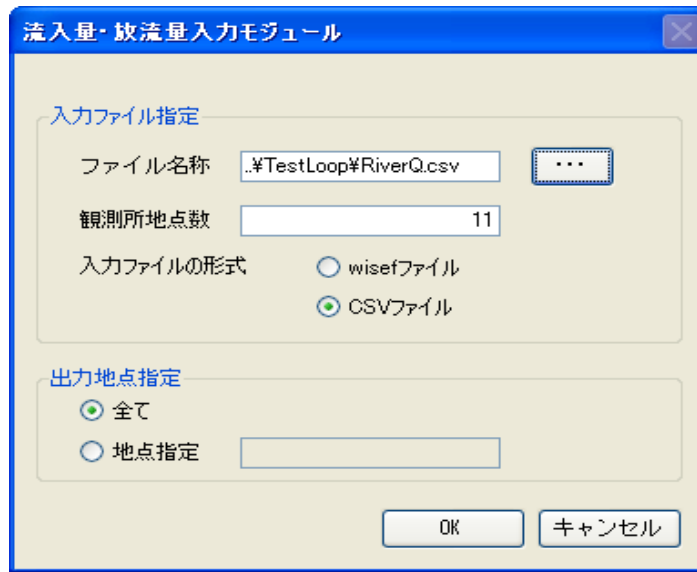 流入量・放流量入力モジュール
入力ファイル指定
ファイル名称 ..¥TestLoop¥RiverQ.csv ...
観測所地点数 11
入力ファイルの形式 wisefファイル
CSVファイル
出力地点指定
全て
地点指定
OK キャンセル